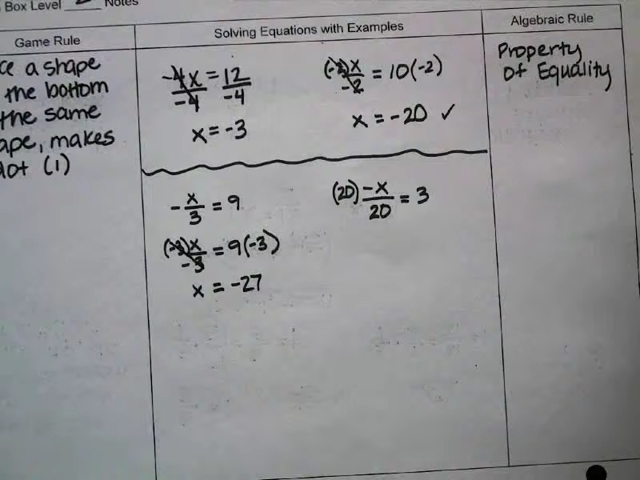 Box Level Notes
Game Rule
Solving Equations with Examples
Algebraic Rule
a shape
the bottom
the same
makes
(1)
-4x = 12
-4 -4
x = -3
(-2)x = 10(-2)
-2
x = -20 ✓
- x = 9
3
(-3)x = 9(-3)
-3
x = -27
(20) -x = 3
20
Property
Of Equality